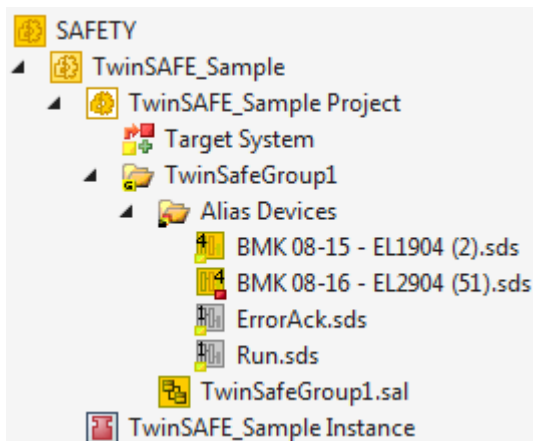 SAFETY
TwinSAFE_Sample
TwinSAFE_Sample Project
Target System
TwinSafeGroup1
Alias Devices
BMK 08-15 - EL1904 (2).sds
BMK 08-16 - EL2904 (51).sds
ErrorAck.sds
Run.sds
TwinSafeGroup1.sal
TwinSAFE_Sample Instance